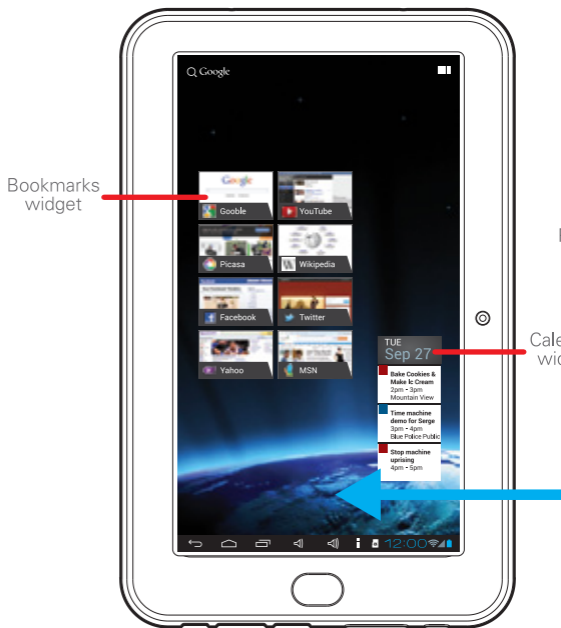 Google
Bookmarks
widget
Gooble
YouTube
Picasa
Wikipedia
Facebook
Twitter
Yahoo
MSN
TUE
Sep 27
Cale
wid
Bake Cookies &
Make Ic Cream
2pm - 3pm
Mountain View
Time machine
demo for Serge
3pm - 4pm
Blue Police Public
Stop machine
uprising
4pm - 5pm
12:00